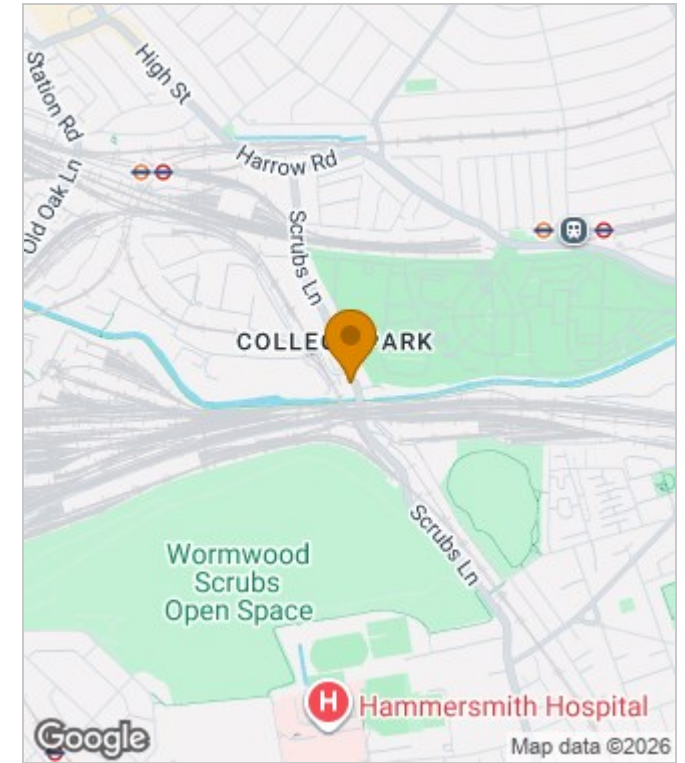 High St
Station Rd
Harrow Rd
Old Oak Ln
Scrubs Ln
COLLEGE PARK
Scrubs Ln
Wormwood
Scrubs
Open Space
H
Hammersmith Hospital
Google
Map data ©2026